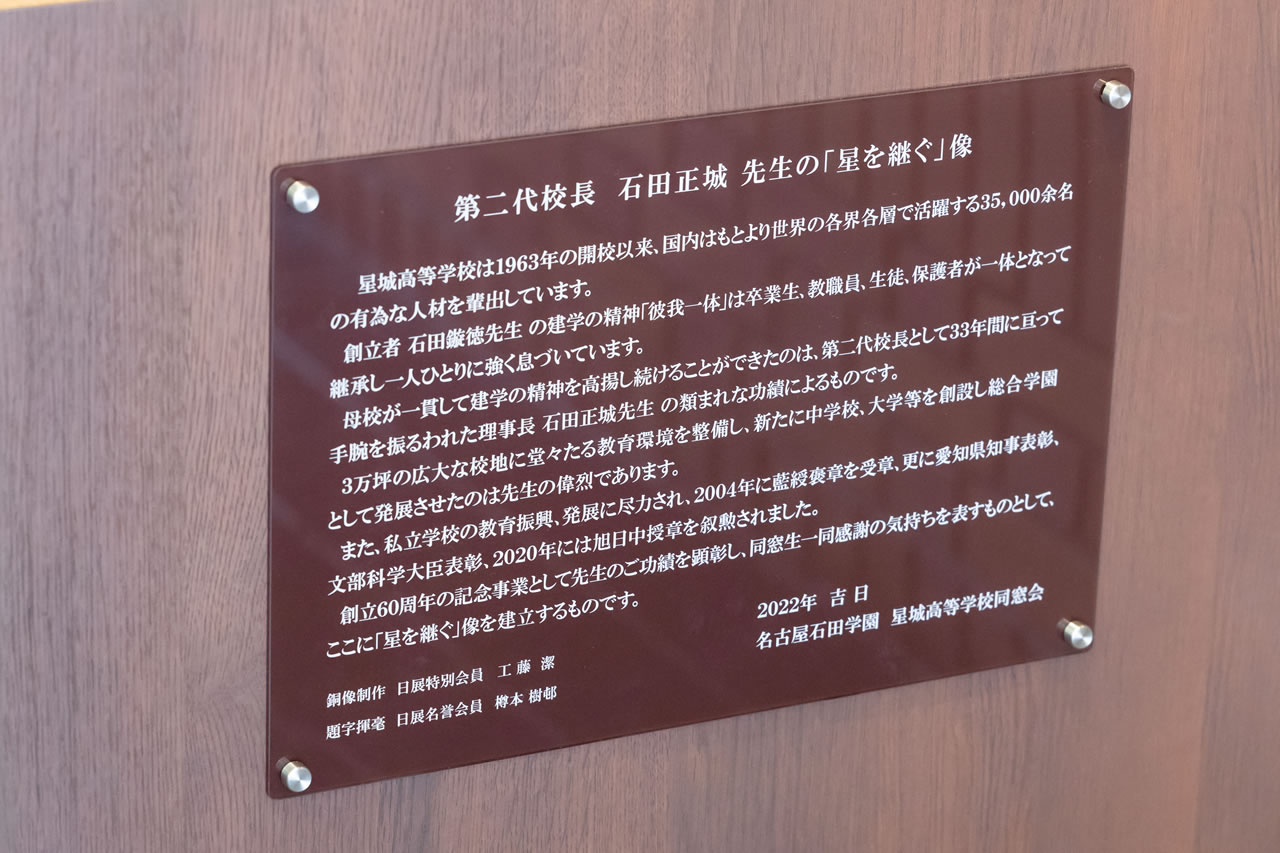 第二代校長 石田正城 先生の「星を継ぐ」像
星城高等学校は1963年の開校以来、国内はもとより世界の各界各層で活躍する35,000余名
の有為な人材を輩出しています。
創立者 石田鏇徳先生 の建学の精神「彼我一体」は卒業生、教職員、生徒、保護者が一体となって
継承し一人ひとりに強く息づいています。
母校が一貫して建学の精神を高揚し続けることができたのは、第二代校長として33年間に亘って
手腕を振るわれた理事長 石田正城先生 の類まれな功績によるものです。
3万坪の広大な校地に堂々たる教育環境を整備し、新たに中学校、大学等を創設し総合学園
として発展させたのは先生の偉烈であります。
また、私立学校の教育振興、発展に尽力され、2004年に藍綬褒章を受章、更に愛知県知事表彰、
文部科学大臣表彰、2020年には旭日中授章を叙勲されました。
創立60周年の記念事業として先生のご功績を顕彰し、同窓生一同感謝の気持ちを表すものとして、
ここに「星を継ぐ」像を建立するものです。
2022年 吉日
名古屋石田学園 星城高等学校同窓会
銅像制作 日展特別会員 工藤 潔
題字揮毫 日展名誉会員 樽本 樹邨